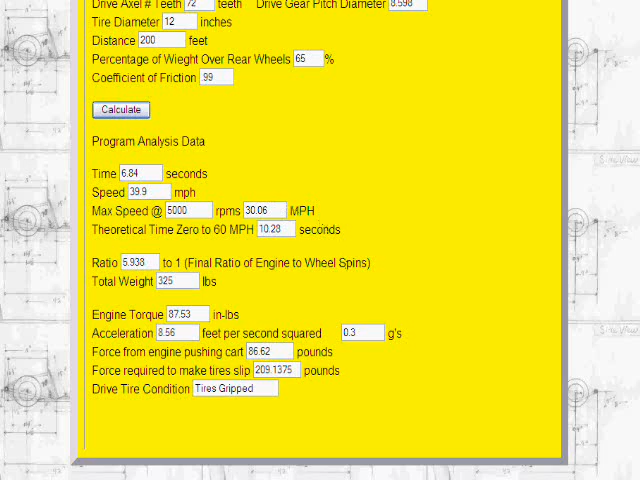 Drive Axel # Teeth 72 teeth Drive Gear Pitch Diameter 8.598
Tire Diameter 12 inches
Distance 200 feet
Percentage of Wieght Over Rear Wheels 65 %
Coefficient of Friction .99
Calculate
Program Analysis Data
Time 6.84 seconds
Speed 39.9 mph
Max Speed @ 5000 rpms 30.06 MPH
Theoretical Time Zero to 60 MPH 10.28 seconds
Ratio 5.938 to 1 (Final Ratio of Engine to Wheel Spins)
Total Weight 325 lbs
Engine Torque 87.53 in-lbs
Acceleration 8.56 feet per second squared 0.3 g's
Force from engine pushing cart 86.62 pounds
Force required to make tires slip 209.1375 pounds
Drive Tire Condition Tires Gripped